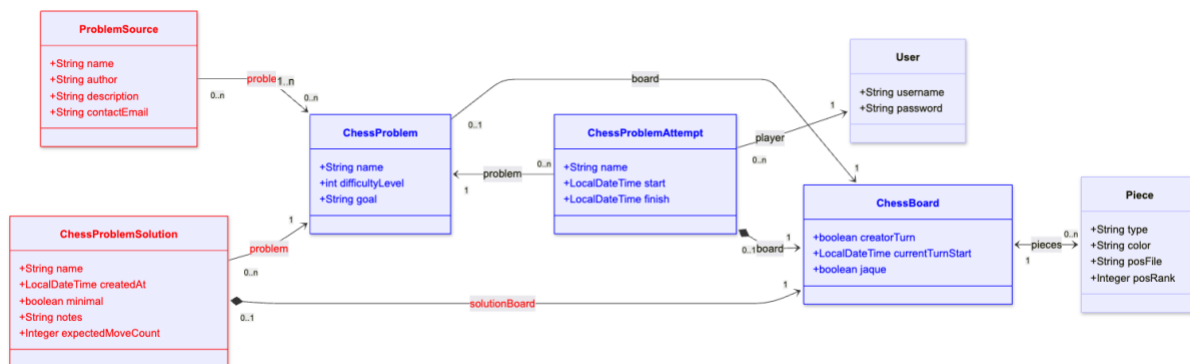 ProblemSource
+String name
+String author
+String description
+String contactEmail
0..n
proble
1..n
0..n
ChessProblem
+String name
+int difficultyLevel
+String goal
0..1
board
1
ChessProblemAttempt
+String name
+LocalDateTime start
+LocalDateTime finish
0..n
problem
1
0..n
player
1
User
+String username
+String password
0..1
board
1
ChessBoard
+boolean creatorTurn
+LocalDateTime currentTurnStart
+boolean jaque
1
pieces
0..n
Piece
+String type
+String color
+String posFile
+Integer posRank
ChessProblemSolution
+String name
+LocalDateTime createdAt
+boolean minimal
+String notes
+Integer expectedMoveCount
0..n
problem
1
0..1
solutionBoard
1